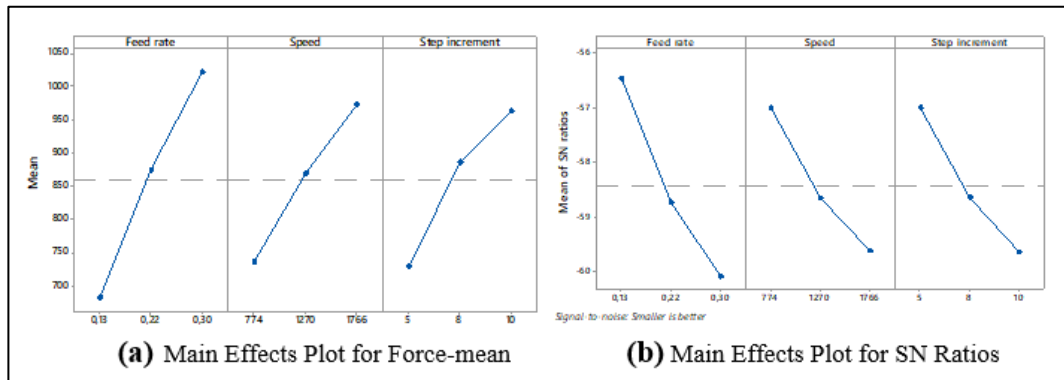 Feed rate Speed Step increment
1050
1000
950
900
850
800
750
700
Mean
0,13 0,22 0,30 774 1270 1766 5 8 10
(a) Main Effects Plot for Force-mean
Feed rate Speed Step increment
-56
-57
-58
-59
-60
Mean of SN ratios
0,13 0,22 0,30 774 1270 1766 5 8 10
Signal-to-noise: Smaller is better
(b) Main Effects Plot for SN Ratios